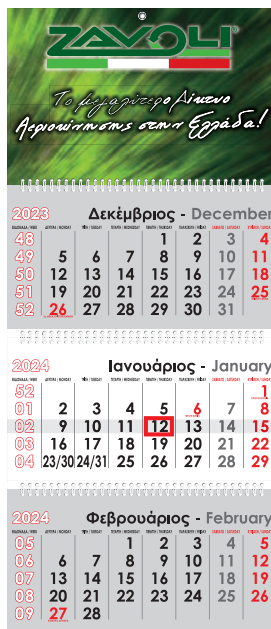 ZAVOLI
Το μεγαλύτερο Δίκτυο
Αεριοκίνησης στην Ελλάδα!
2023 Δεκέμβριος - December
48 1 2 3 4
49 5 6 7 8 9 10 11
50 12 13 14 15 16 17 18
51 19 20 21 22 23 24 25
52 26 27 28 29 30 31
2024 Ιανουάριος - January
52 1
01 2 3 4 5 6 7 8
02 9 10 11 12 13 14 15
03 16 17 18 19 20 21 22
04 23/30 24/31 25 26 27 28 29
2024 Φεβρουάριος - February
05 1 2 3 4 5
06 6 7 8 9 10 11 12
07 13 14 15 16 17 18 19
08 20 21 22 23 24 25 26
09 27 28